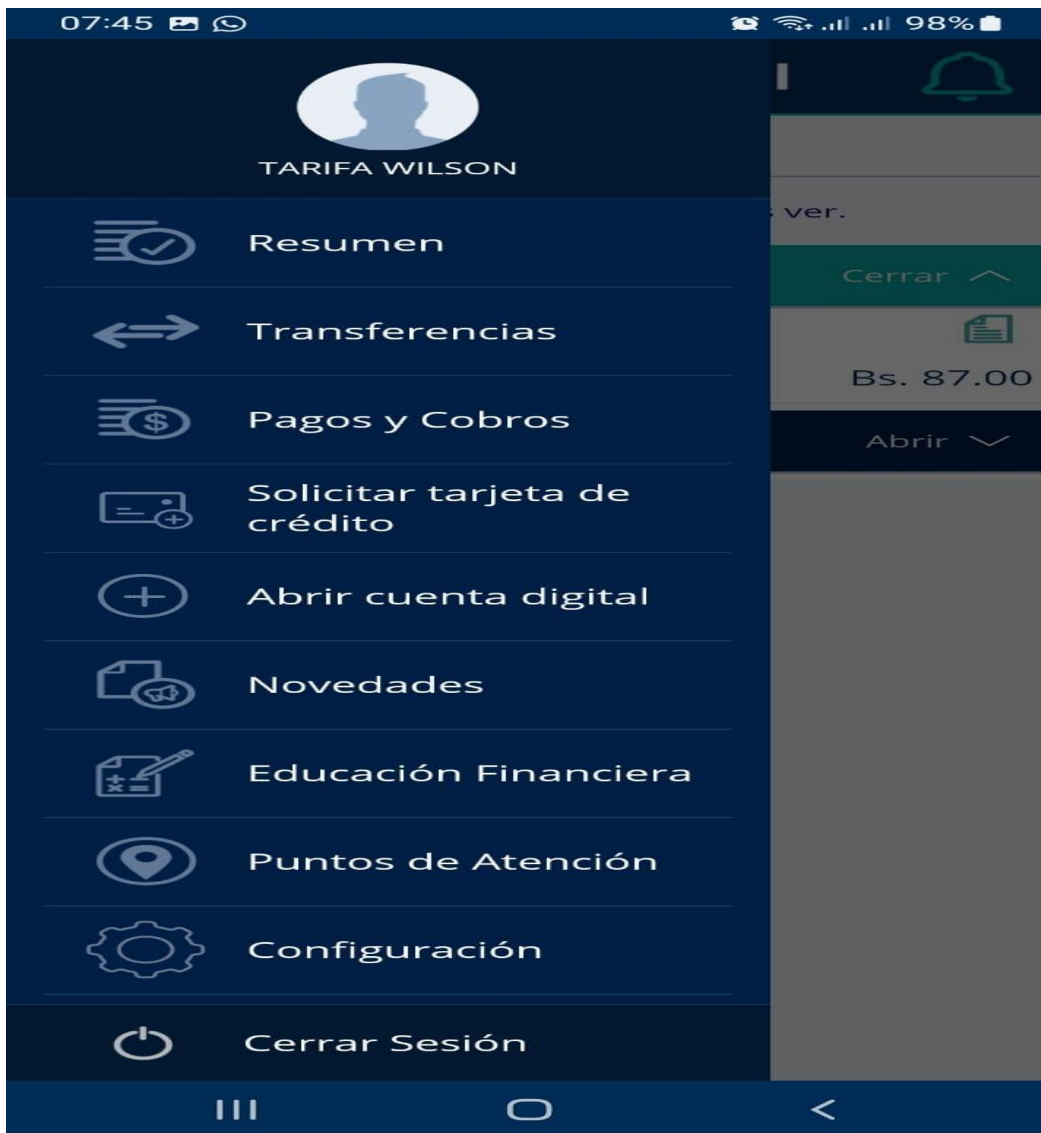 07:45
98%
TARIFA WILSON
Resumen
ver.
Cerrar
Transferencias
Bs. 87.00
Pagos y Cobros
Abrir
Solicitar tarjeta de
crédito
Abrir cuenta digital
Novedades
Educación Financiera
Puntos de Atención
Configuración
Cerrar Sesión